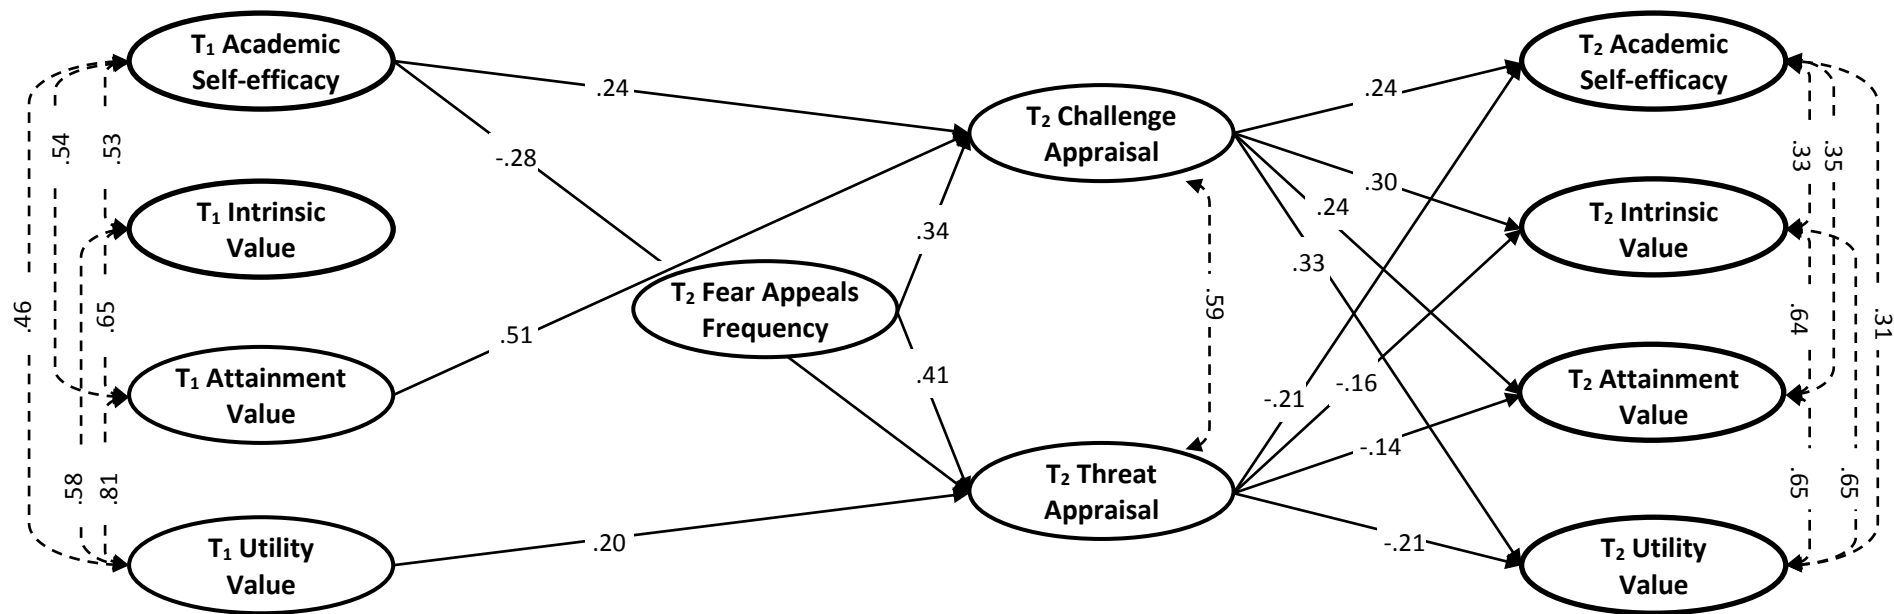 T₁ Academic
Self-efficacy
T₁ Intrinsic
Value
T₁ Attainment
Value
T₁ Utility
Value
.46
.54
.53
.58
.65
.81
.24
-.28
.51
.20
T₂ Fear Appeals
Frequency
.34
.41
T₂ Challenge
Appraisal
T₂ Threat
Appraisal
.59
.24
.30
.24
.33
-.21
-.16
-.14
-.21
T₂ Academic
Self-efficacy
T₂ Intrinsic
Value
T₂ Attainment
Value
T₂ Utility
Value
.33
.35
.31
.64
.65
.65